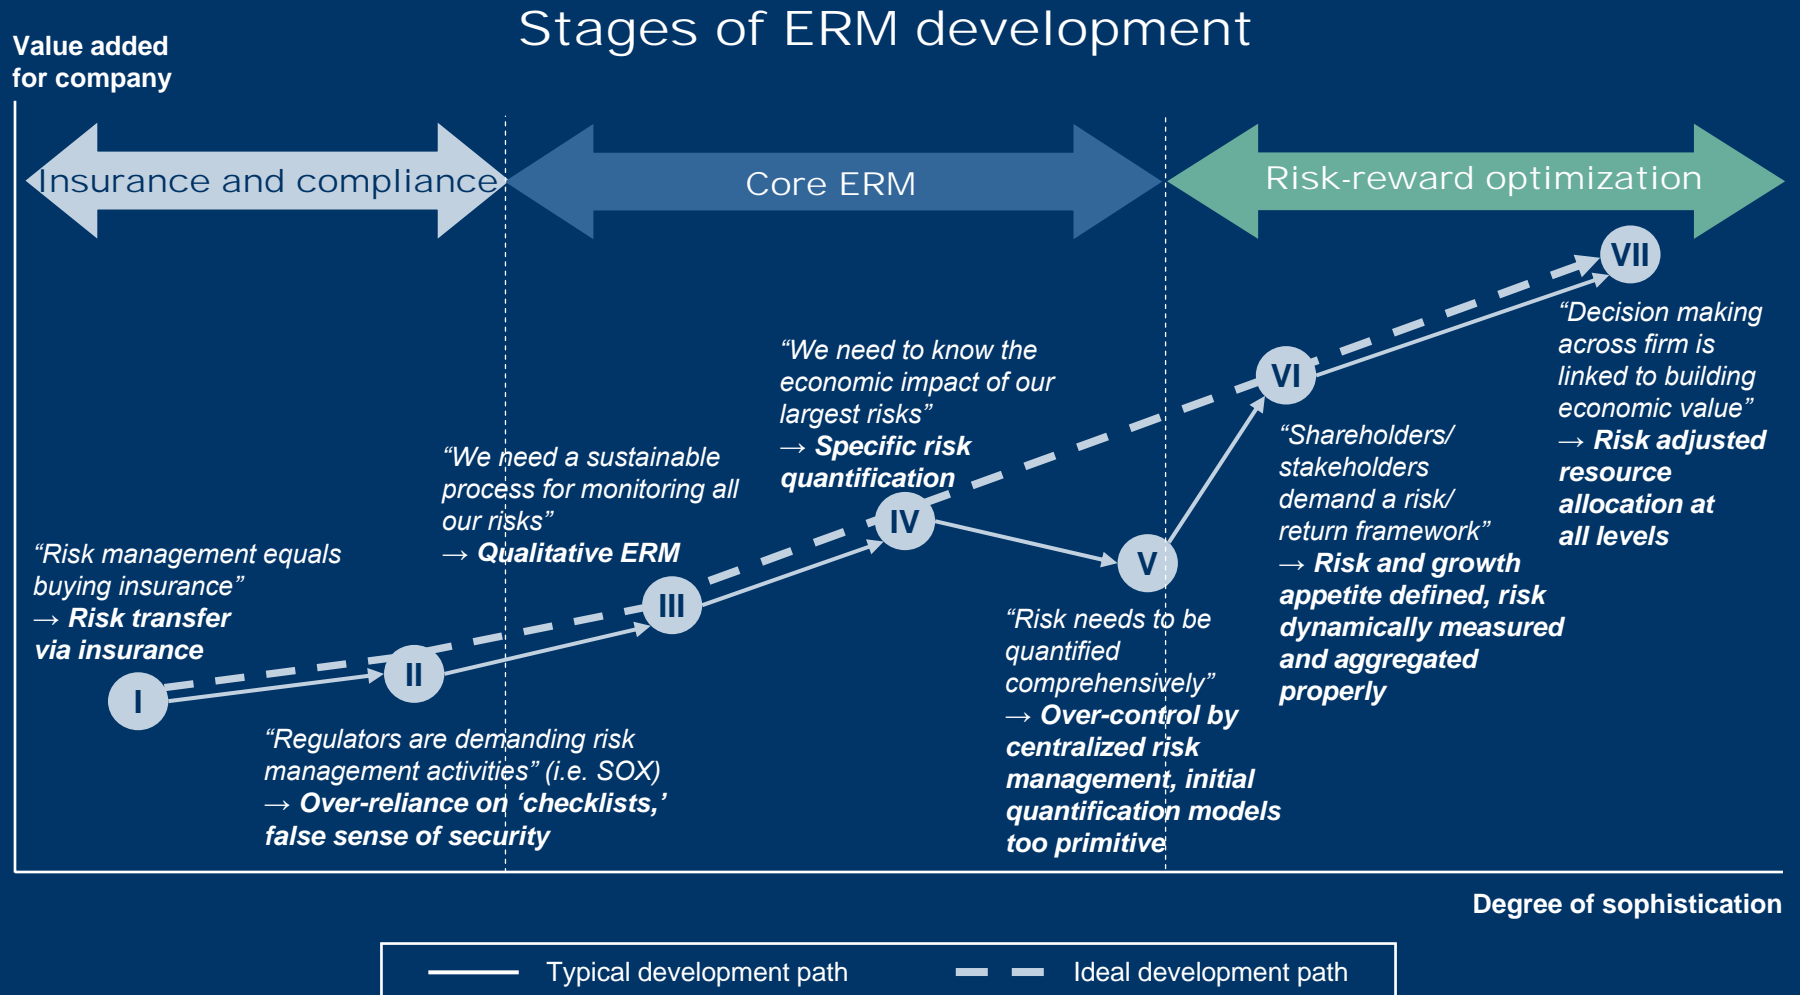 Stages of ERM development
Value added
for company
Insurance and compliance
Core ERM
Risk-reward optimization
I
“Risk management equals
buying insurance”
→ Risk transfer
via insurance
II
“Regulators are demanding risk
management activities” (i.e. SOX)
→ Over-reliance on ‘checklists,’
false sense of security
III
“We need a sustainable
process for monitoring all
our risks”
→ Qualitative ERM
IV
“We need to know the
economic impact of our
largest risks”
→ Specific risk
quantification
V
“Risk needs to be
quantified
comprehensively”
→ Over-control by
centralized risk
management, initial
quantification models
too primitive
VI
“Shareholders/
stakeholders
demand a risk/
return framework”
→ Risk and growth
appetite defined, risk
dynamically measured
and aggregated
properly
VII
“Decision making
across firm is
linked to building
economic value”
→ Risk adjusted
resource
allocation at
all levels
Degree of sophistication
Typical development path
Ideal development path